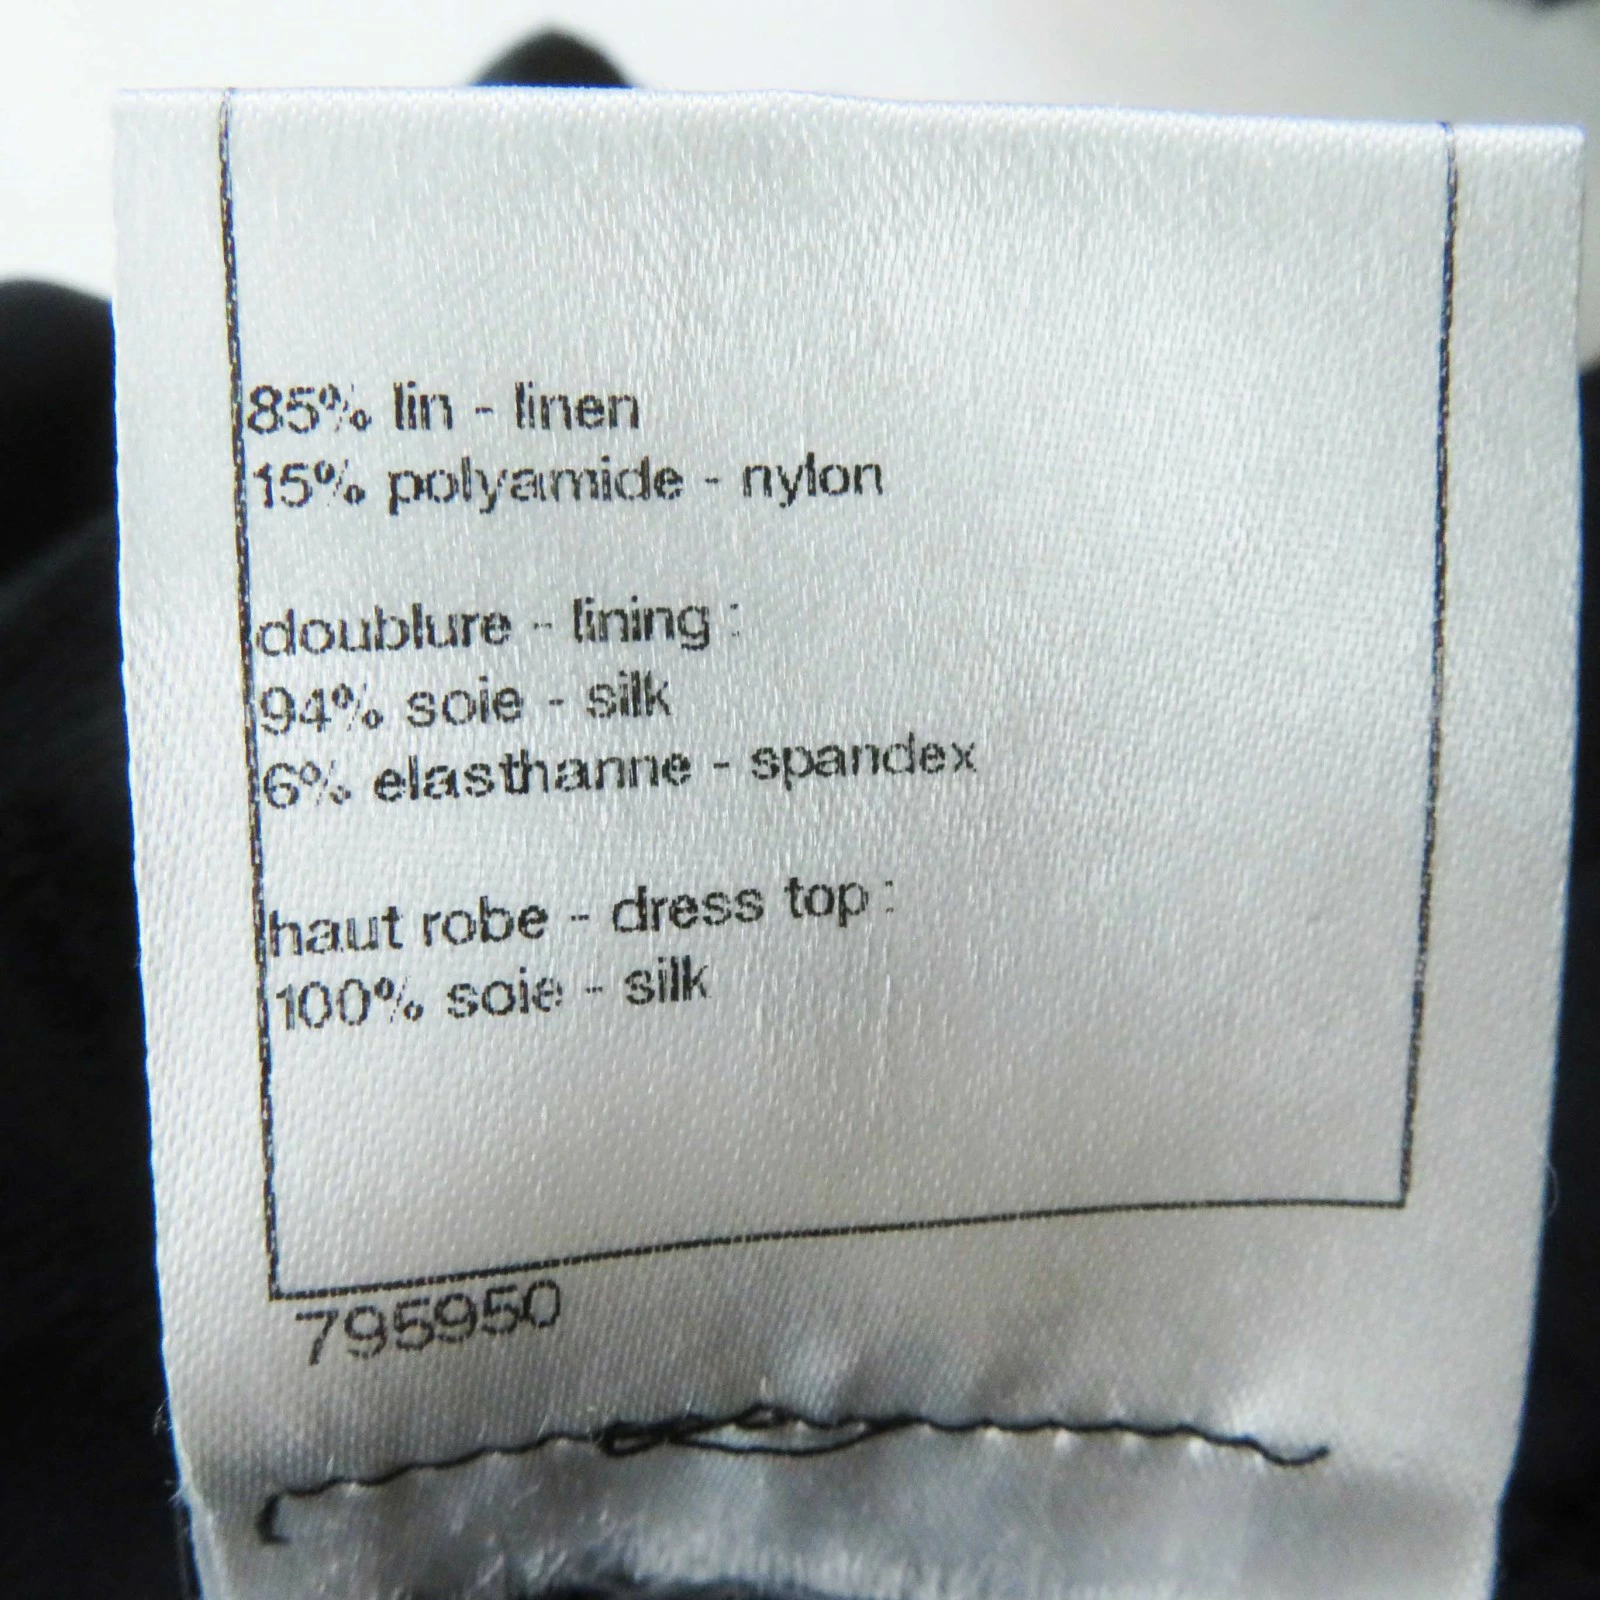 85% lin - linen
15% polyamide - nylon
doublure - lining :
94% soie - silk
6% elasthanne - spandex
haut robe - dress top :
100% soie - silk
795950